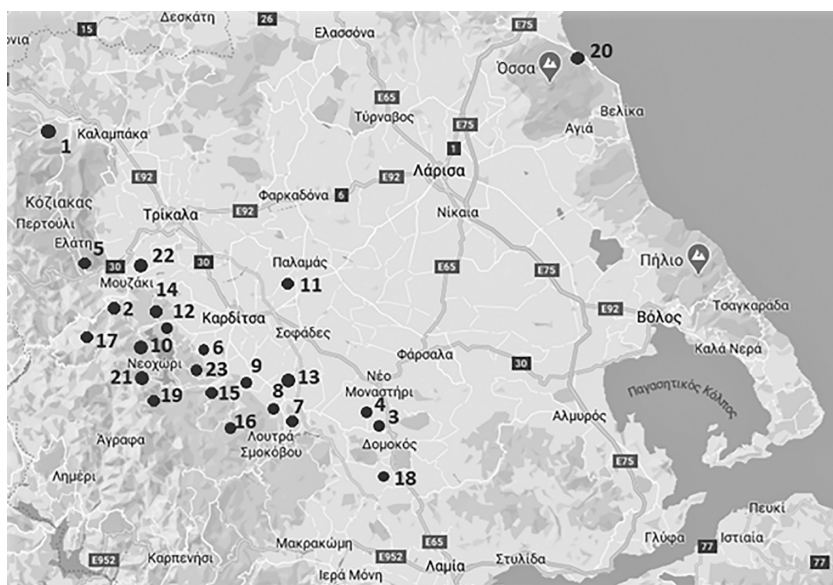 Δεσκάτη
26
15
ονια
Ελασσόνα
20
Όσσα
E65
Τύρναβος
E75
Βελίκα
Αγιά
1
Καλαμπάκα
1
Λάρισα
E92
E92
Φαρκαδόνα
6
Κόζιακας
Τρίκαλα
E92
Νίκαια
Περτούλι
Ελάτη
5
30
22
30
Παλαμάς
E65
E75
Πήλιο
Μουζάκι
11
14
Τσαγκαράδα
2
12
Καρδίτσα
E92
Βόλος
Σοφάδες
17
10
6
Φάρσαλα
Καλά Νερά
Νεοχώρι
30
23
9
13
Νέο
Μοναστήρι
21
Παγασητικός Κόλπος
19
15
8
4
Αλμυρός
7
3
16
Λουτρά
Σμοκόβου
Δομοκός
Άγραφα
E75
18
Λημέρι
Πευκί
Γλύφα
Ιστιαία
Μακρακώμη
E65
77
E952
Καρπενήσι
E952
Λαμία
Στυλίδα
77
Ιερά Μόνη